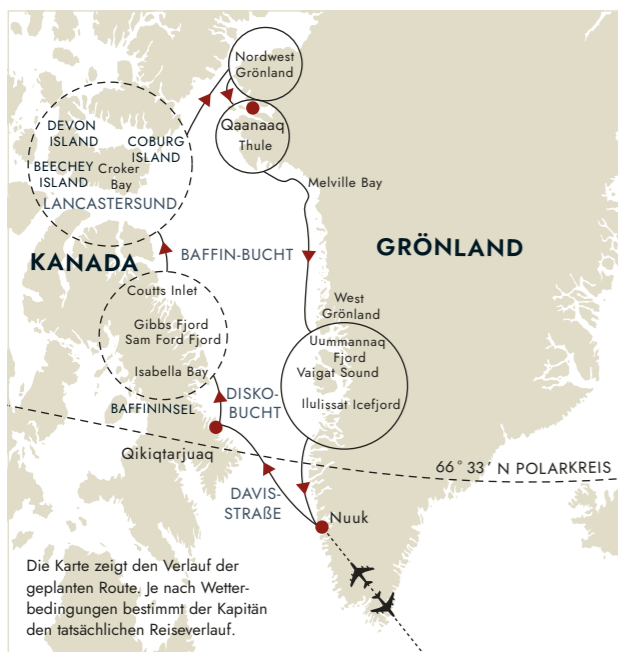 Nordwest
Grönland
Qaanaaq
Thule
DEVON
ISLAND
COBURG
ISLAND
BEECHEY
ISLAND
Croker
Bay
LANCASTERSUND
Melville Bay
KANADA
BAFFIN-BUCHT
GRÖNLAND
Coutts Inlet
Gibbs Fjord
Sam Ford Fjord
Isabella Bay
West
Grönland
Uummannaq
Fjord
Vaigat Sound
Ilulissat Icefjord
BAFFININSEL
DISKO-
BUCHT
Qikiqtarjuaq
66° 33′ N POLARKREIS
DAVIS-
STRAßE
Nuuk
Die Karte zeigt den Verlauf der
geplanten Route. Je nach Wetter-
bedingungen bestimmt der Kapitän
den tatsächlichen Reiseverlauf.